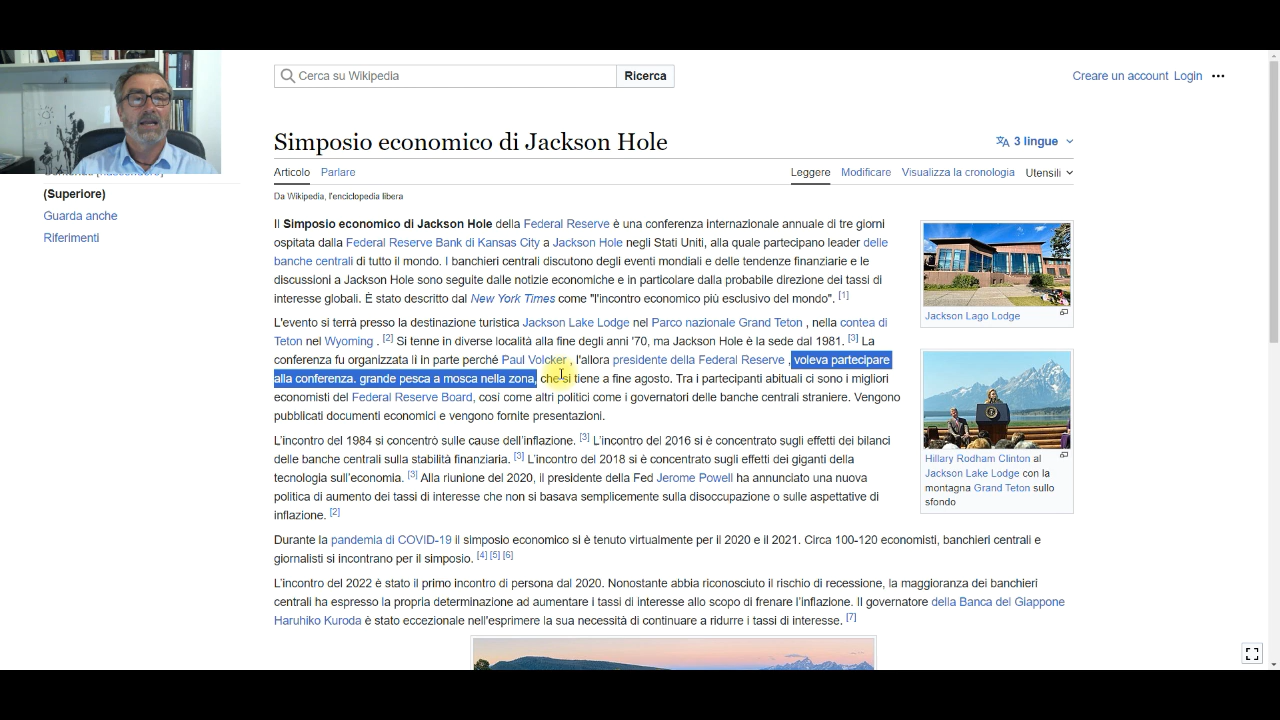 Cerca su Wikipedia
Ricerca
Creare un account Login
Simposio economico di Jackson Hole
3 lingue
Articolo Parlare
Leggere Modificare Visualizza la cronologia Utensili
Da Wikipedia, l'enciclopedia libera
(Superiore)
Guarda anche
Riferimenti
Il Simposio economico di Jackson Hole della Federal Reserve è una conferenza internazionale annuale di tre giorni
ospitata dalla Federal Reserve Bank di Kansas City a Jackson Hole negli Stati Uniti, alla quale partecipano leader delle
banche centrali di tutto il mondo. I banchieri centrali discutono degli eventi mondiali e delle tendenze finanziarie e le
discussioni a Jackson Hole sono seguite dalle notizie economiche e in particolare dalla probabile direzione dei tassi di
interesse globali. È stato descritto dal New York Times come "l'incontro economico più esclusivo del mondo". [1]
L'evento si terrà presso la destinazione turistica Jackson Lake Lodge nel Parco nazionale Grand Teton , nella contea di
Teton nel Wyoming . [2] Si tenne in diverse località alla fine degli anni '70, ma Jackson Hole è la sede dal 1981. [3] La
conferenza fu organizzata lì in parte perché Paul Volcker , l'allora presidente della Federal Reserve , voleva partecipare
alla conferenza. grande pesca a mosca nella zona, che si tiene a fine agosto. Tra i partecipanti abituali ci sono i migliori
economisti del Federal Reserve Board, così come altri politici come i governatori delle banche centrali straniere. Vengono
pubblicati documenti economici e vengono fornite presentazioni.
L'incontro del 1984 si concentrò sulle cause dell'inflazione. [3] L'incontro del 2016 si è concentrato sugli effetti dei bilanci
delle banche centrali sulla stabilità finanziaria. [3] L'incontro del 2018 si è concentrato sugli effetti dei giganti della
tecnologia sull'economia. [3] Alla riunione del 2020, il presidente della Fed Jerome Powell ha annunciato una nuova
politica di aumento dei tassi di interesse che non si basava semplicemente sulla disoccupazione o sulle aspettative di
inflazione. [2]
Durante la pandemia di COVID-19 il simposio economico si è tenuto virtualmente per il 2020 e il 2021. Circa 100-120 economisti, banchieri centrali e
giornalisti si incontrano per il simposio. [4] [5] [6]
L'incontro del 2022 è stato il primo incontro di persona dal 2020. Nonostante abbia riconosciuto il rischio di recessione, la maggioranza dei banchieri
centrali ha espresso la propria determinazione ad aumentare i tassi di interesse allo scopo di frenare l'inflazione. Il governatore della Banca del Giappone
Haruhiko Kuroda è stato eccezionale nell'esprimere la sua necessità di continuare a ridurre i tassi di interesse. [7]
Jackson Lago Lodge
Hillary Rodham Clinton al
Jackson Lake Lodge con la
montagna Grand Teton sullo
sfondo